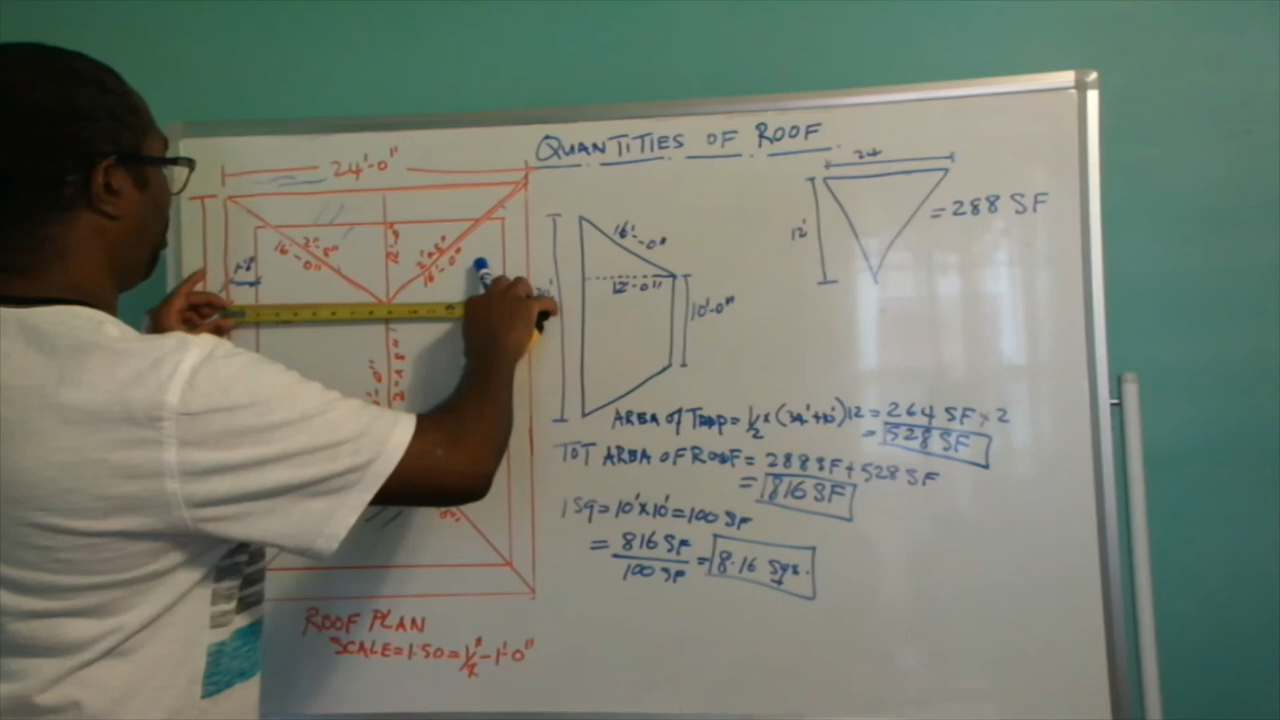 QUANTITIES OF ROOF
24'-0"
24
12'
= 288 SF
16'-0"
12'-0"
10'-0"
2'-8"
16'-0"
16'-0"
AREA OF TRAP = 1/2 x (34'+10') 12 = 264 SF x 2
= 528 SF
TOT AREA OF ROOF = 288 SF + 528 SF
= 816 SF
1 SQ = 10' x 10' = 100 SF
= 816 SF
100 SF
= 8.16 Sqs.
ROOF PLAN
SCALE = 1:50 = 1/2" - 1'-0"